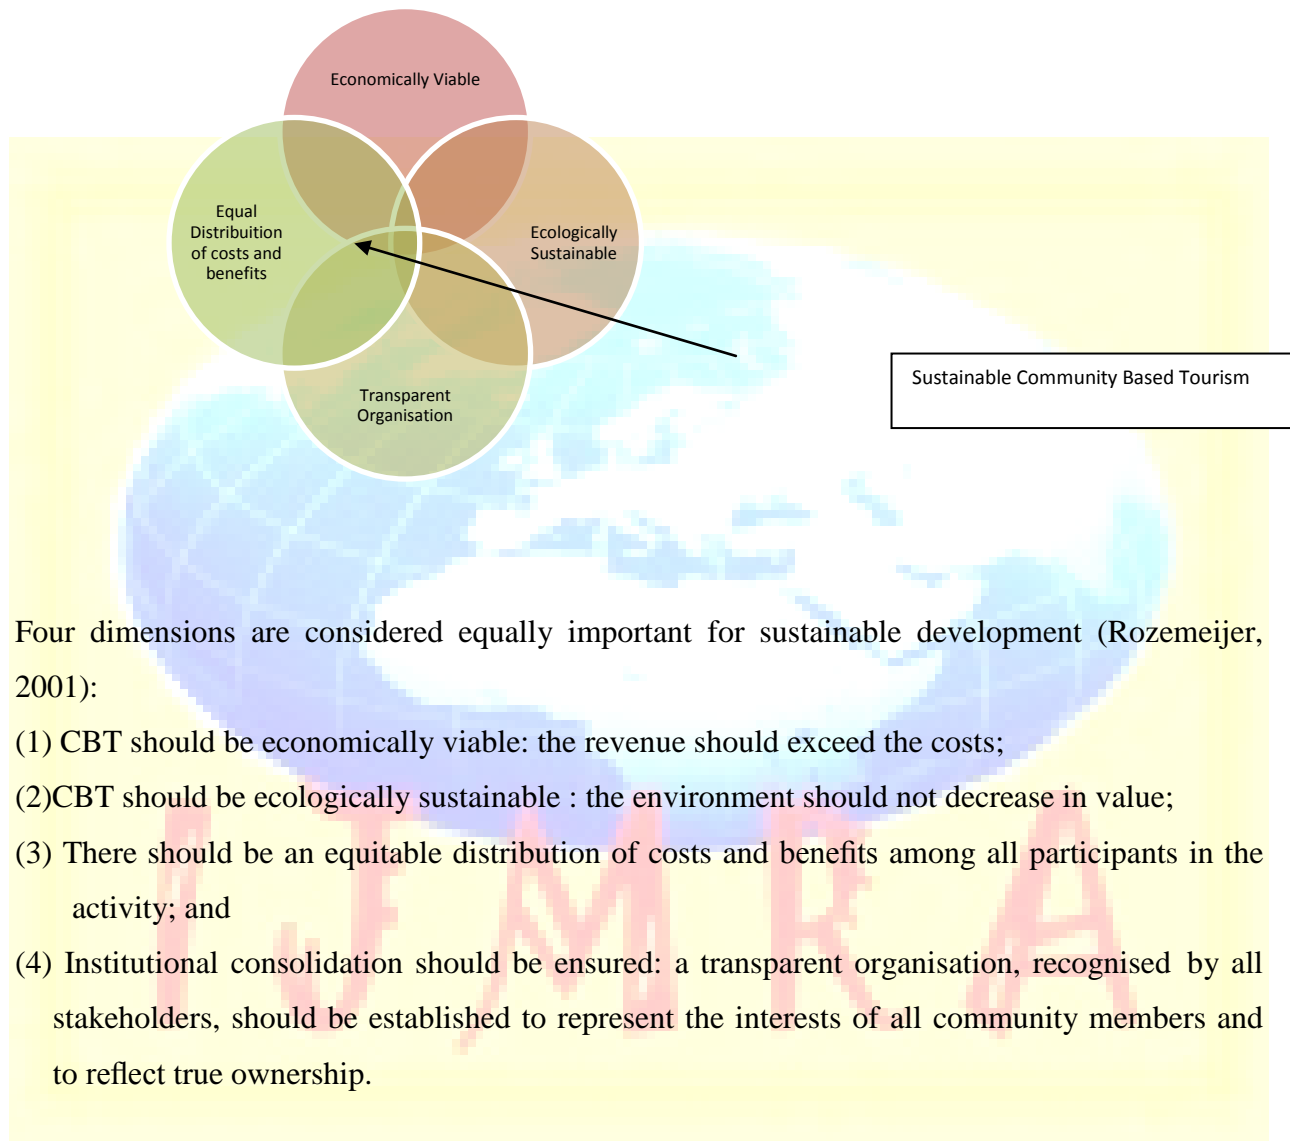 Economically Viable
Equal
Distribuition
of costs and
benefits
Ecologically
Sustainable
Transparent
Organisation
Sustainable Community Based Tourism
Four dimensions are considered equally important for sustainable development (Rozemeijer,
2001):
(1) CBT should be economically viable: the revenue should exceed the costs;
(2)CBT should be ecologically sustainable : the environment should not decrease in value;
(3) There should be an equitable distribution of costs and benefits among all participants in the
activity; and
(4) Institutional consolidation should be ensured: a transparent organisation, recognised by all
stakeholders, should be established to represent the interests of all community members and
to reflect true ownership.
IJMRA